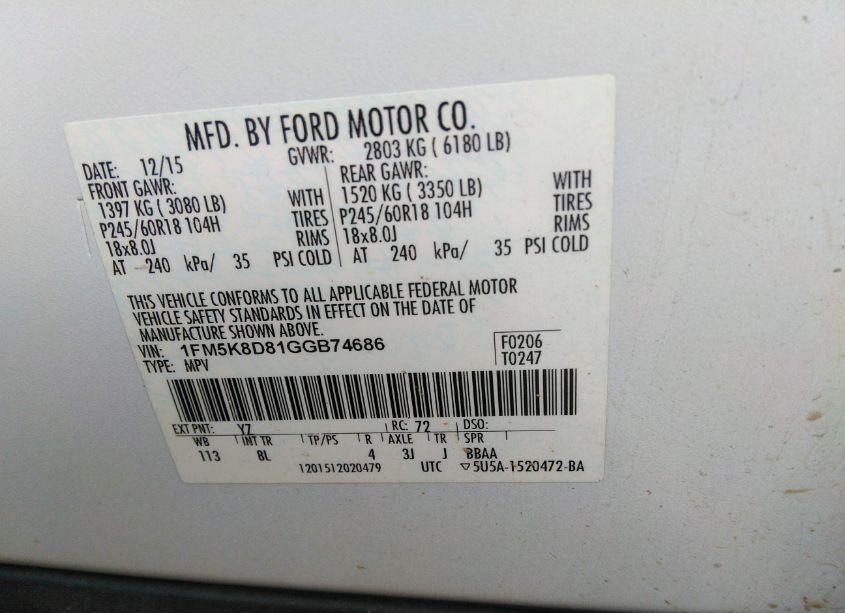 MFD. BY FORD MOTOR CO.
DATE: 12/15 GVWR: 2803 KG ( 6180 LB)
FRONT GAWR: REAR GAWR:
1397 KG ( 3080 LB) WITH 1520 KG ( 3350 LB) WITH
P245/60R18 104H TIRES P245/60R18 104H TIRES
18x8.0J RIMS 18x8.0J RIMS
AT 240 kPa/ 35 PSI COLD AT 240 kPa/ 35 PSI COLD
THIS VEHICLE CONFORMS TO ALL APPLICABLE FEDERAL MOTOR
VEHICLE SAFETY STANDARDS IN EFFECT ON THE DATE OF
MANUFACTURE SHOWN ABOVE.
VIN: 1FM5K8D81GGB74686 F0206
TYPE: MPV T0247
EXT PNT: YZ RC: 72 DSO:
WB INT TR TP/PS R AXLE TR SPR
113 8L 4 3J J BBAA
1201512020479 UTC ▽5U5A-1520472-BA